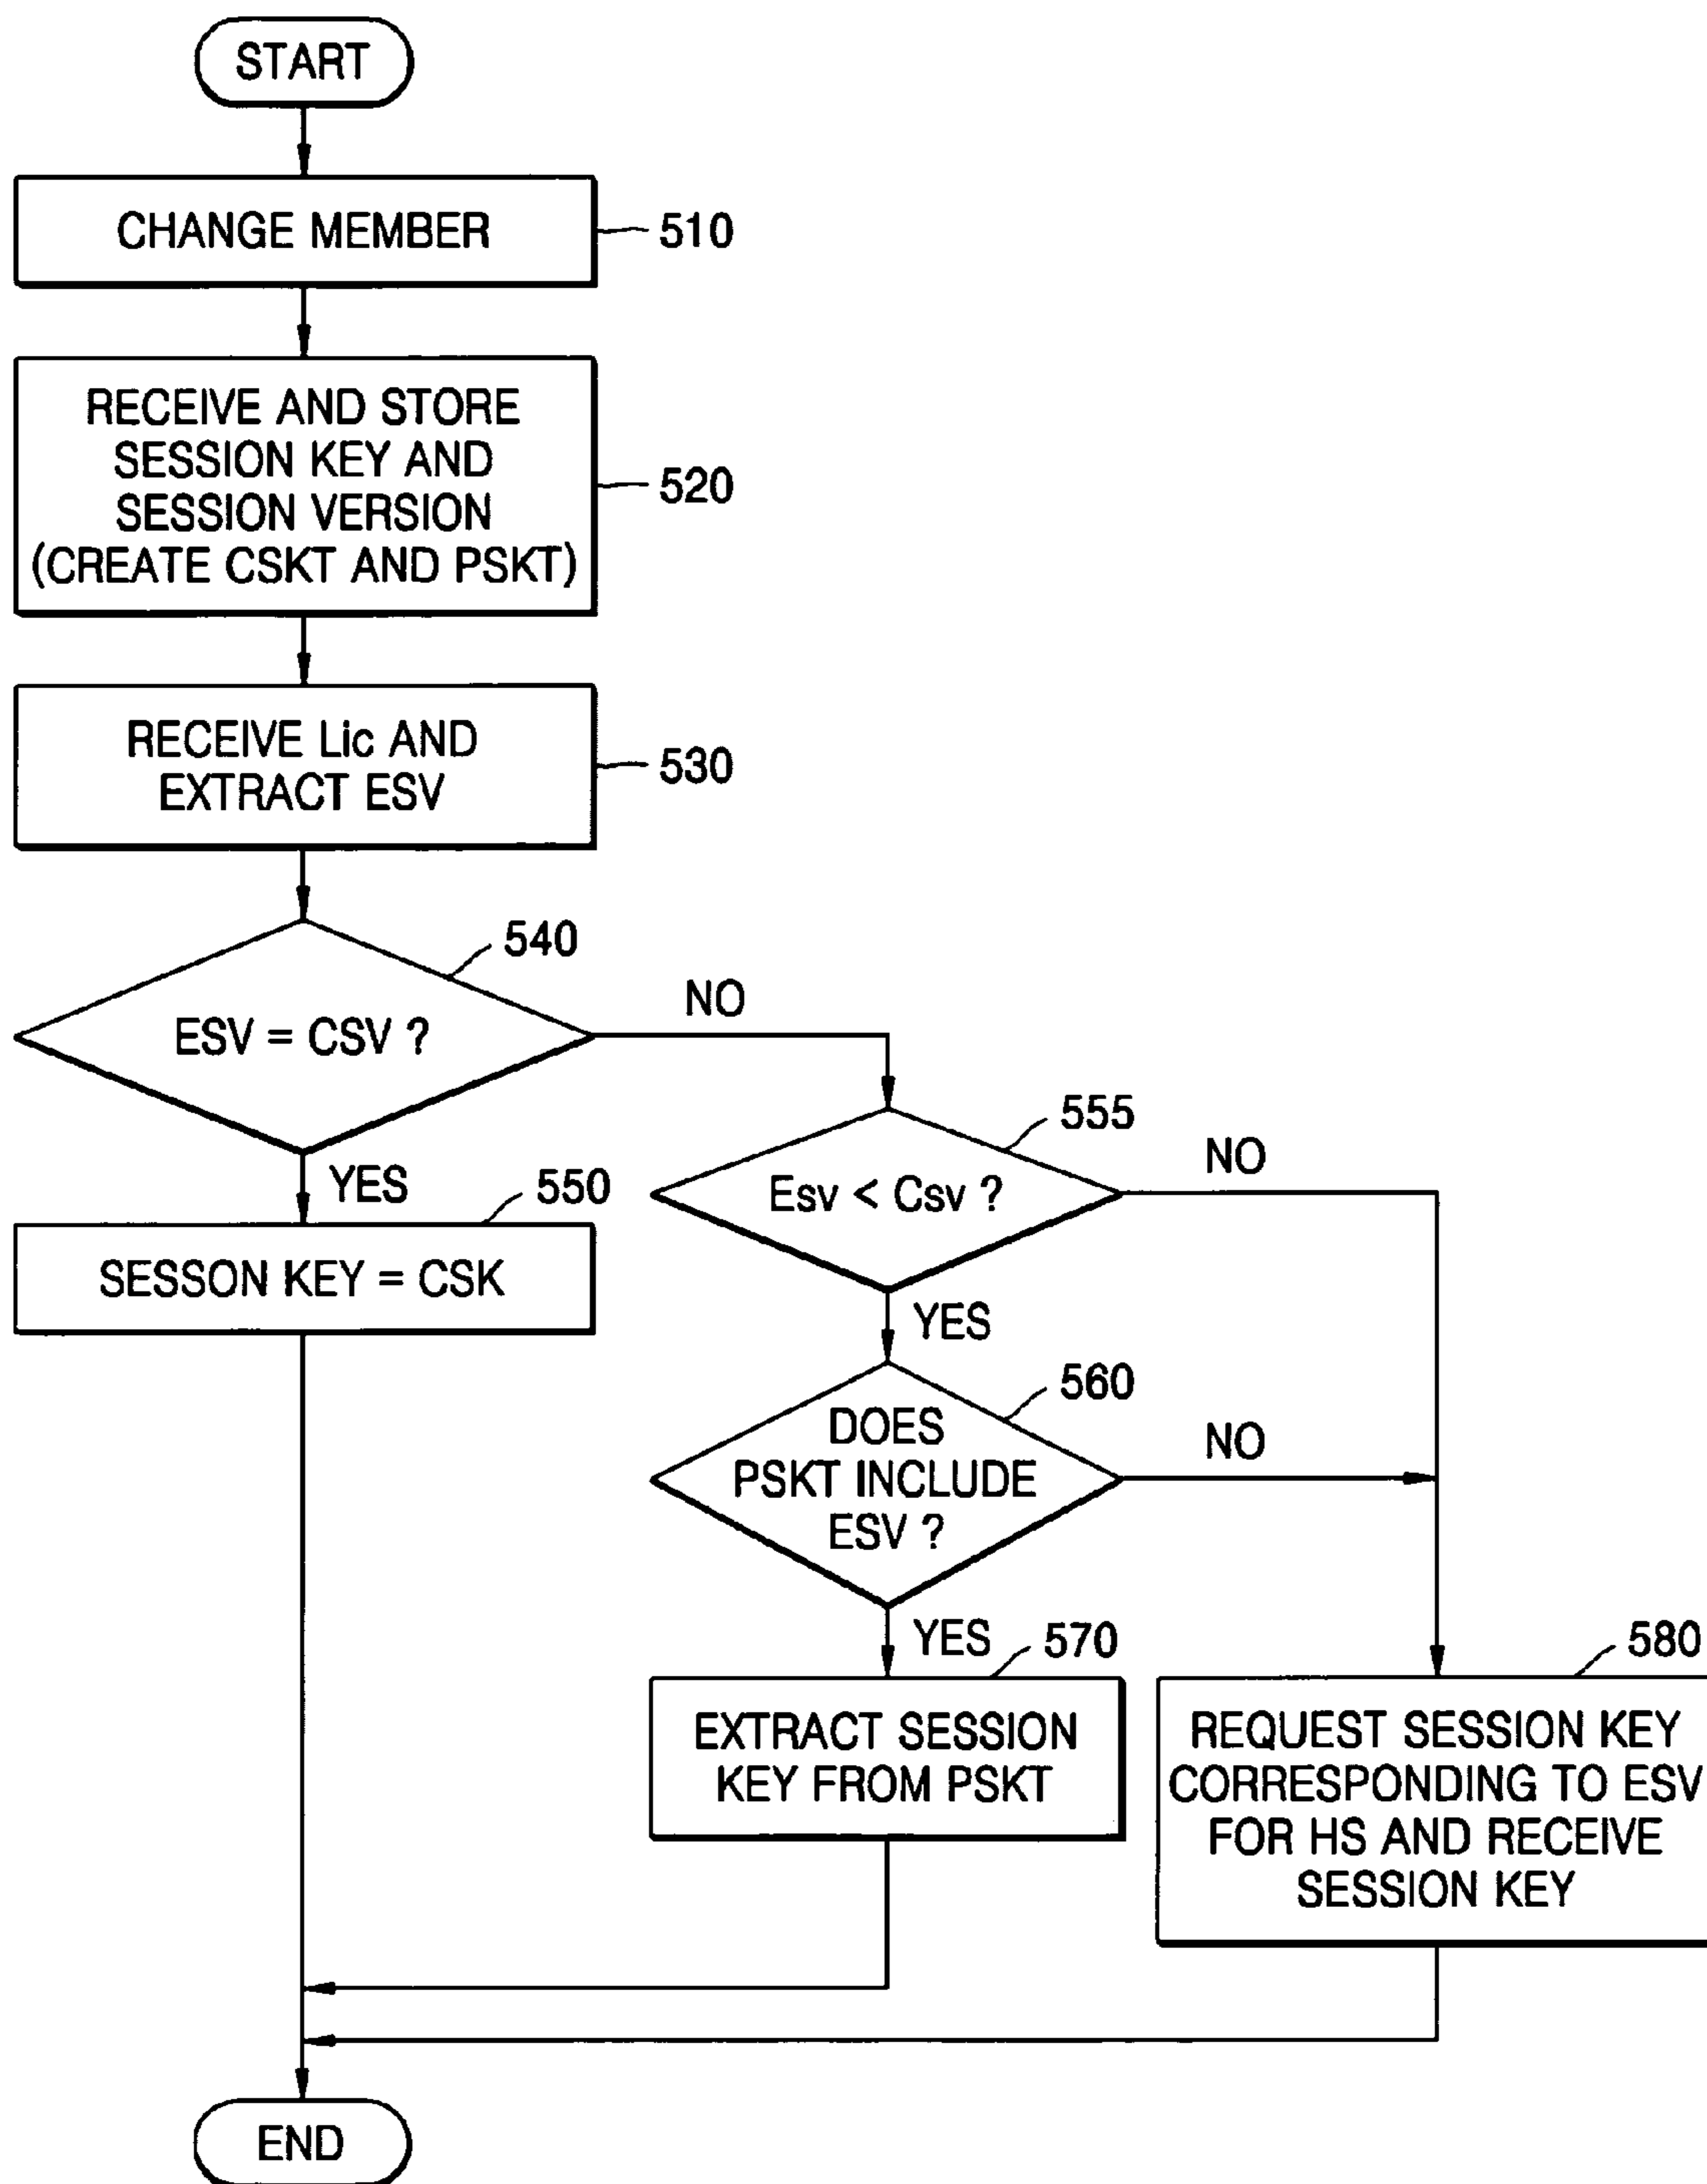 START
CHANGE MEMBER
510
RECEIVE AND STORE
SESSION KEY AND
SESSION VERSION
(CREATE CSKT AND PSKT)
520
RECEIVE Lic AND
EXTRACT ESV
530
540
ESV = CSV ?
NO
YES
550
SESSON KEY = CSK
555
Esv < Csv ?
NO
YES
560
DOES
PSKT INCLUDE
ESV ?
NO
YES
570
EXTRACT SESSION
KEY FROM PSKT
580
REQUEST SESSION KEY
CORRESPONDING TO ESV
FOR HS AND RECEIVE
SESSION KEY
END